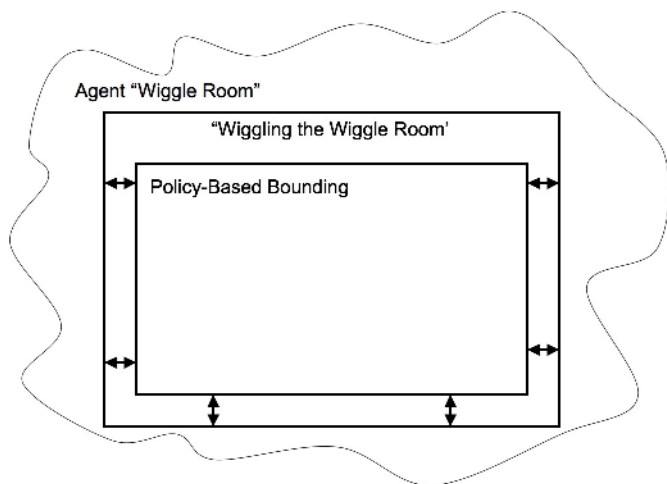 Agent “Wiggle Room”
“Wiggling the Wiggle Room’
Policy-Based Bounding